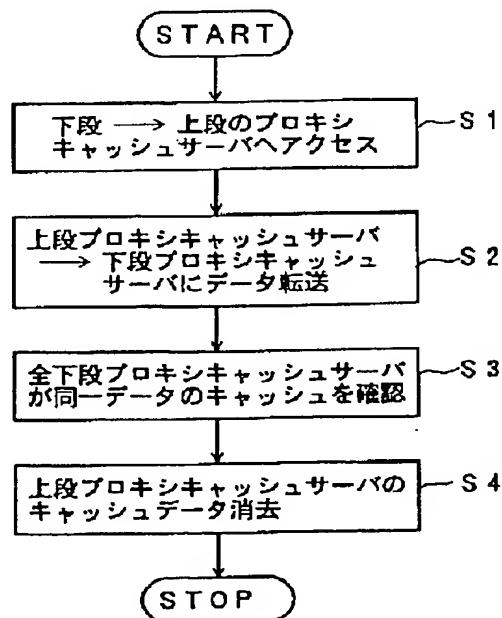 START
下段 → 上段のプロキシ
キャッシュサーバへアクセス
S1
上段プロキシキャッシュサーバ
→ 下段プロキシキャッシュ
サーバにデータ転送
S2
全下段プロキシキャッシュサーバ
が同一データのキャッシュを確認
S3
上段プロキシキャッシュサーバの
キャッシュデータ消去
S4
STOP